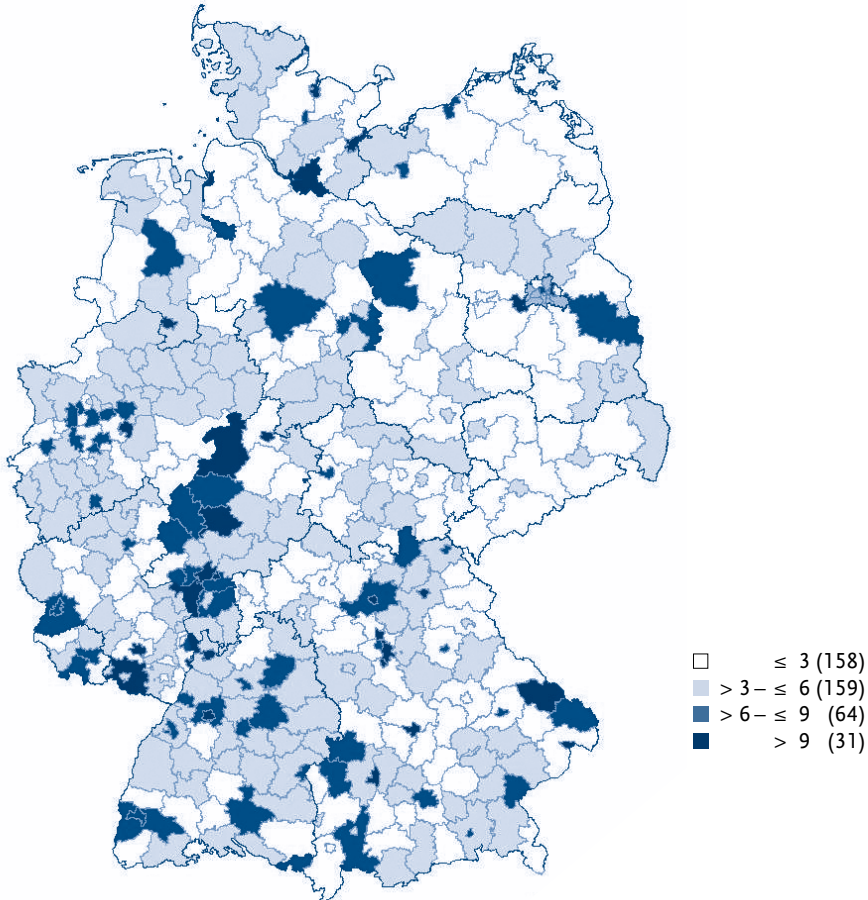 ≤ 3 (158)
> 3 – ≤ 6 (159)
> 6 – ≤ 9 (64)
> 9 (31)